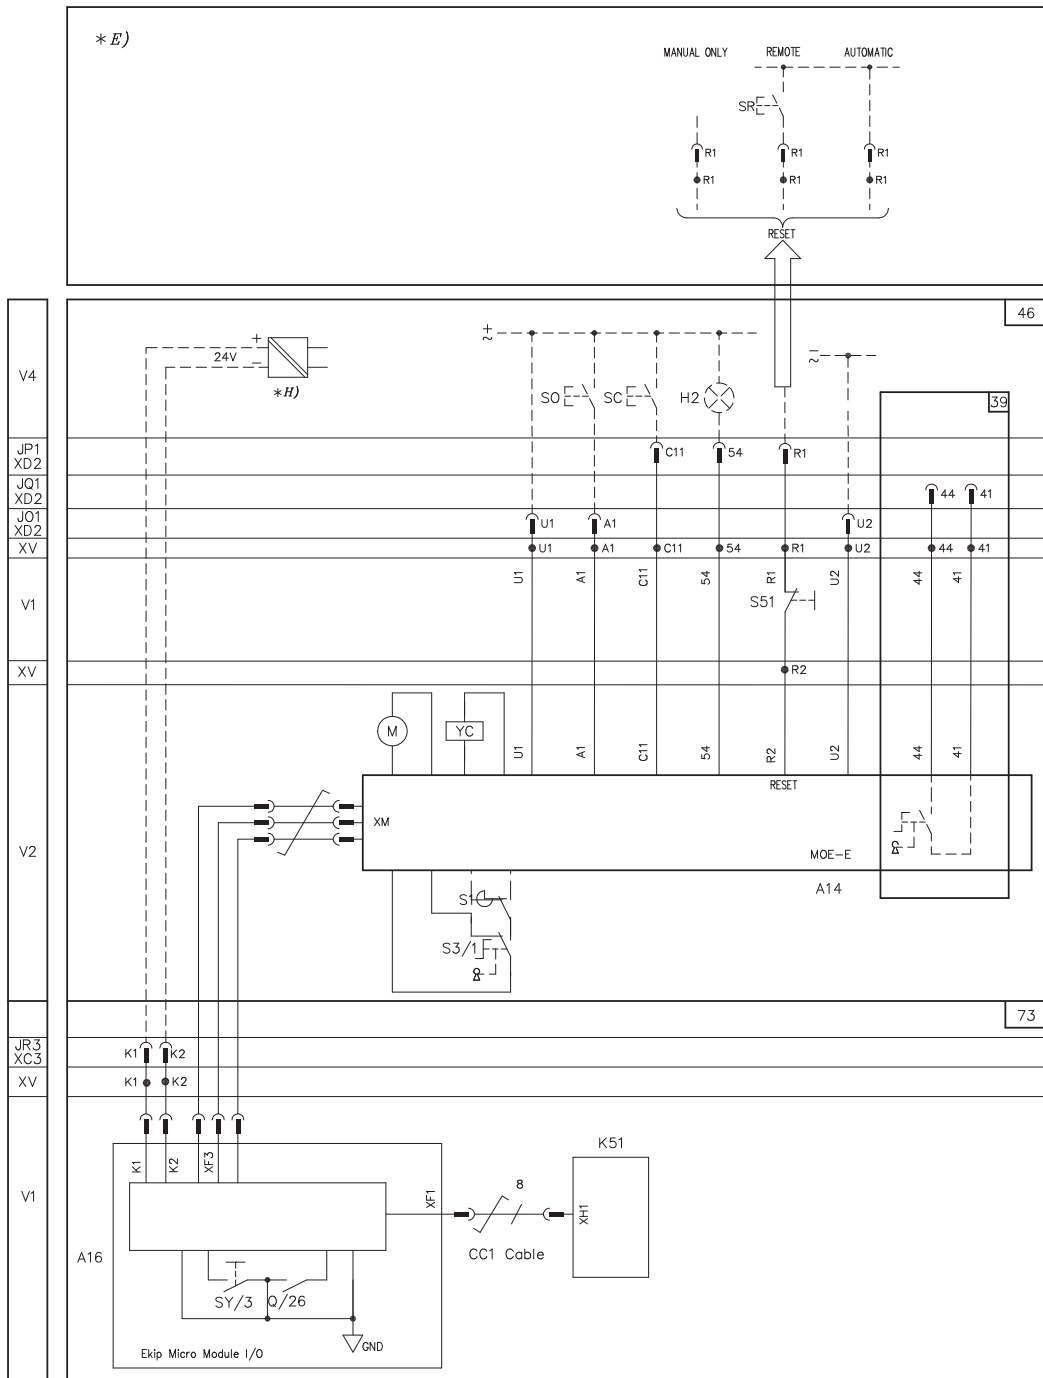 *E)
MANUAL ONLY REMOTE AUTOMATIC
SR
R1 R1 R1
R1 R1 R1
RESET
46
+
~
–
~
V4
24V
+
–
*H)
SO SC H2
39
JP1
XD2
C11 54 R1
JQ1
XD2
44 41
JO1
XD2
U1 A1 U2
XV
U1 A1 C11 54 R1 U2 44 41
U1 A1 C11 54 R1 U2 44 41
V1
S51
XV
R2
M YC
U1 A1 C11 54 R2 U2 44 41
RESET
XM
V2
MOE-E
A14
S1
S3/1
73
JR3
XC3
K1 K2
XV
K1 K2
K1 K2 XF3
K51
V1
XF1
8
XH1
CC1 Cable
A16
SY/3 Q/26
GND
Ekip Micro Module I/O